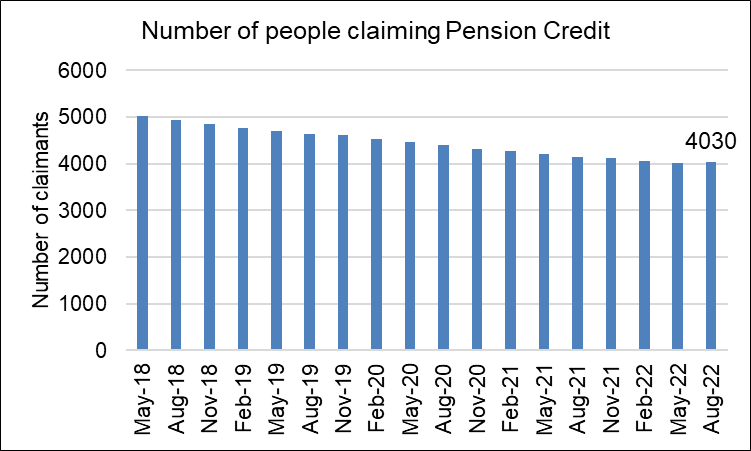 Number of people claiming Pension Credit
Number of claimants
6000
5000
4000
3000
2000
1000
0
4030
May-18
Aug-18
Nov-18
Feb-19
May-19
Aug-19
Nov-19
Feb-20
May-20
Aug-20
Nov-20
Feb-21
May-21
Aug-21
Nov-21
Feb-22
May-22
Aug-22